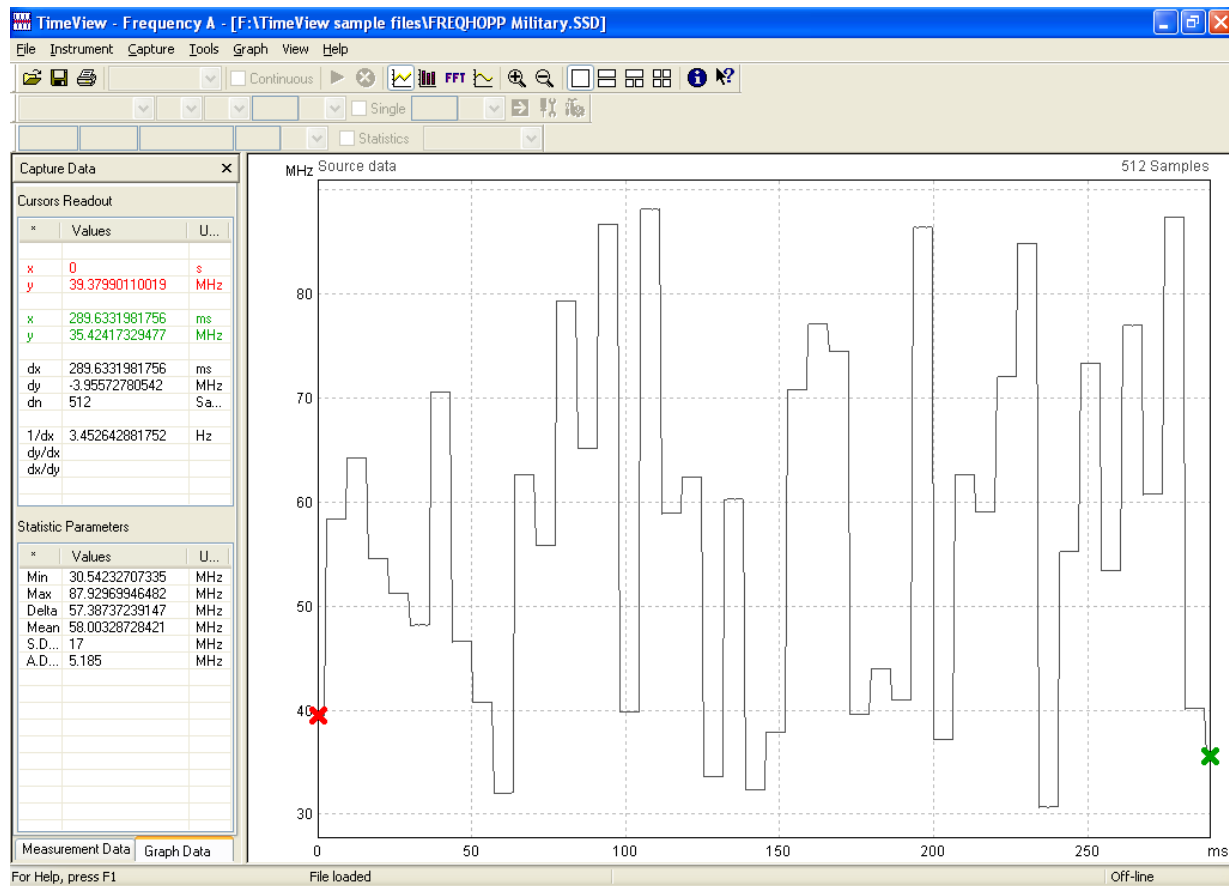 TimeView - Frequency A - [F:\TimeView sample files\FREQHOPP Military.SSD]
File Instrument Capture Tools Graph View Help
Continuous FFT
Single
Statistics
Capture Data
Cursors Readout
* Values U...
x 0 s
y 39.37990110019 MHz
x 289.6331981756 ms
y 35.42417329477 MHz
dx 289.6331981756 ms
dy -3.95572780542 MHz
dn 512 Sa...
1/dx 3.452642881752 Hz
dy/dx
dx/dy
Statistic Parameters
* Values U...
Min 30.54232707335 MHz
Max 87.92969946482 MHz
Delta 57.38737239147 MHz
Mean 58.00328728421 MHz
S.D... 17 MHz
A.D... 5.185 MHz
Measurement Data Graph Data
MHz Source data 512 Samples
80
70
60
50
40
30
0 50 100 150 200 250 ms
For Help, press F1 File loaded Off-line